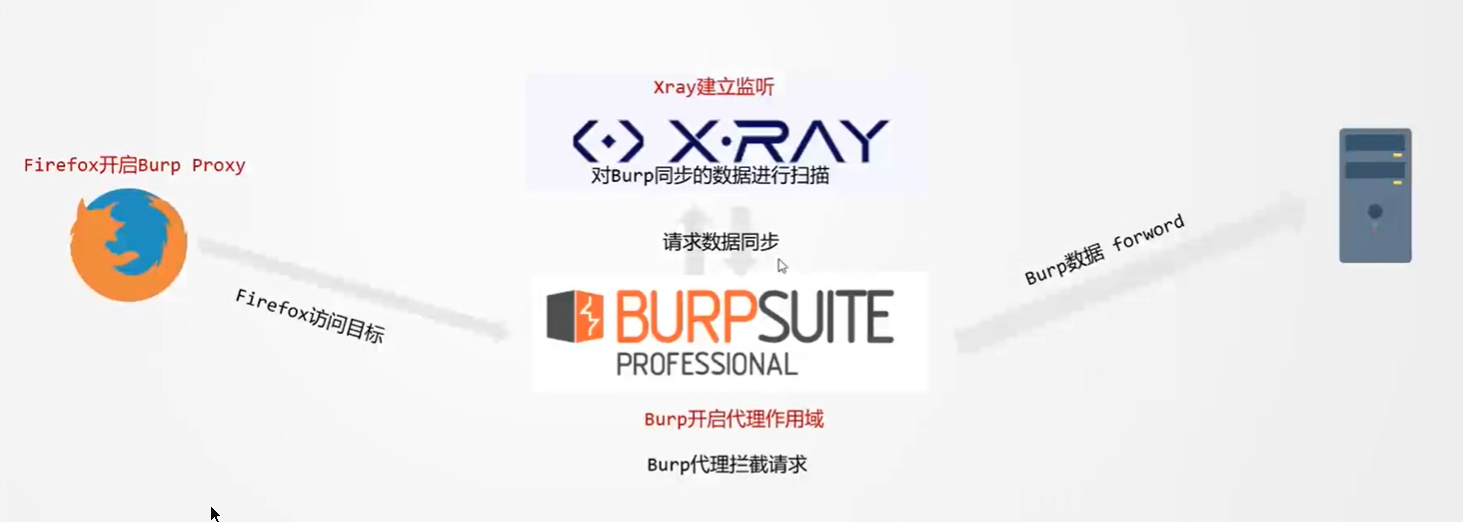 Xray建立监听
X·RAY
对Burp同步的数据进行扫描
Firefox开启Burp Proxy
Firefox访问目标
请求数据同步
BURPSUITE
PROFESSIONAL
Burp数据 forword
Burp开启代理作用域
Burp代理拦截请求